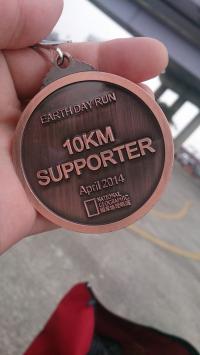 EARTH DAY RUN
10KM
SUPPORTER
April 2014
NATIONAL
GEOGRAPHIC